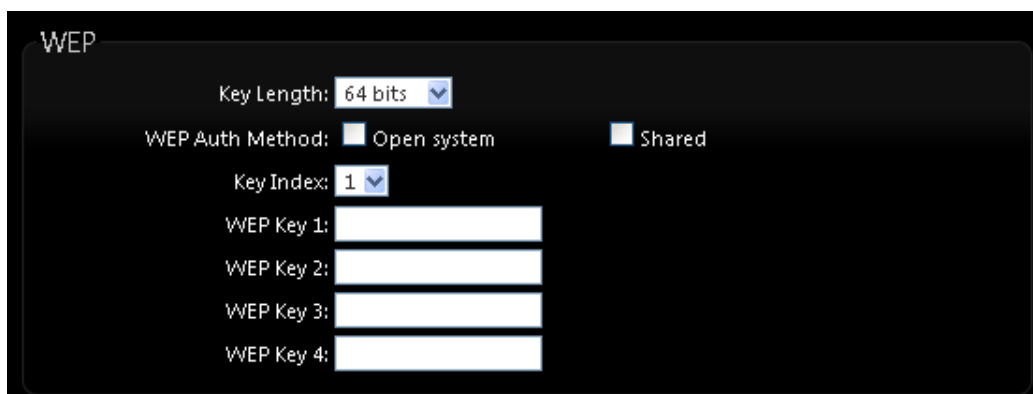 WEP
Key Length: 64 bits
WEP Auth Method: Open system Shared
Key Index: 1
WEP Key 1:
WEP Key 2:
WEP Key 3:
WEP Key 4: